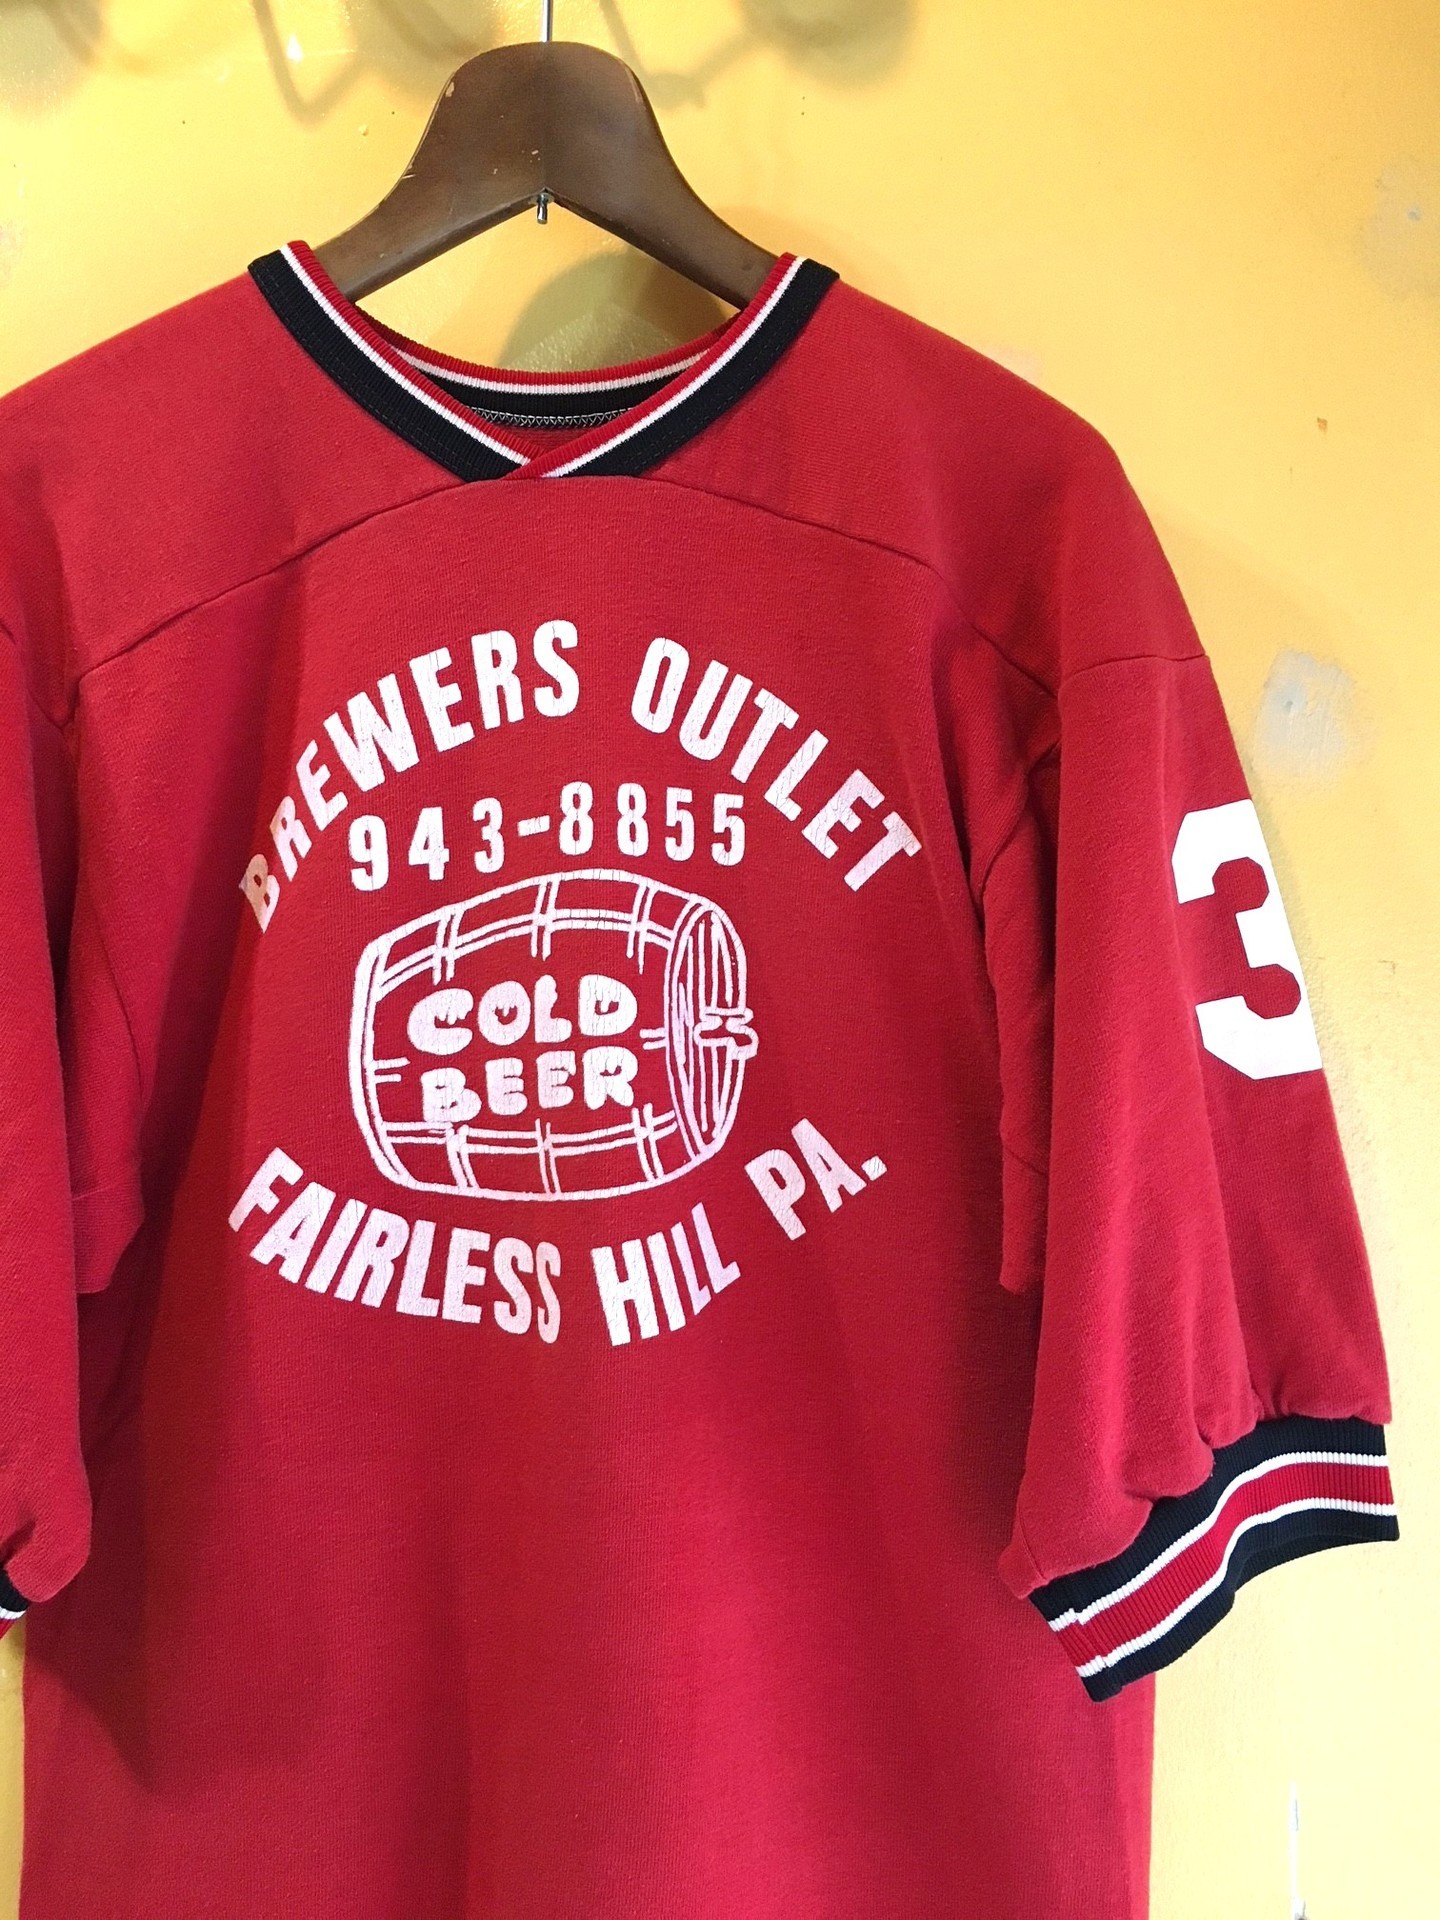 BREWERS OUTLET
943-8855
COLD
BEER
FAIRLESS HILL PA.
3